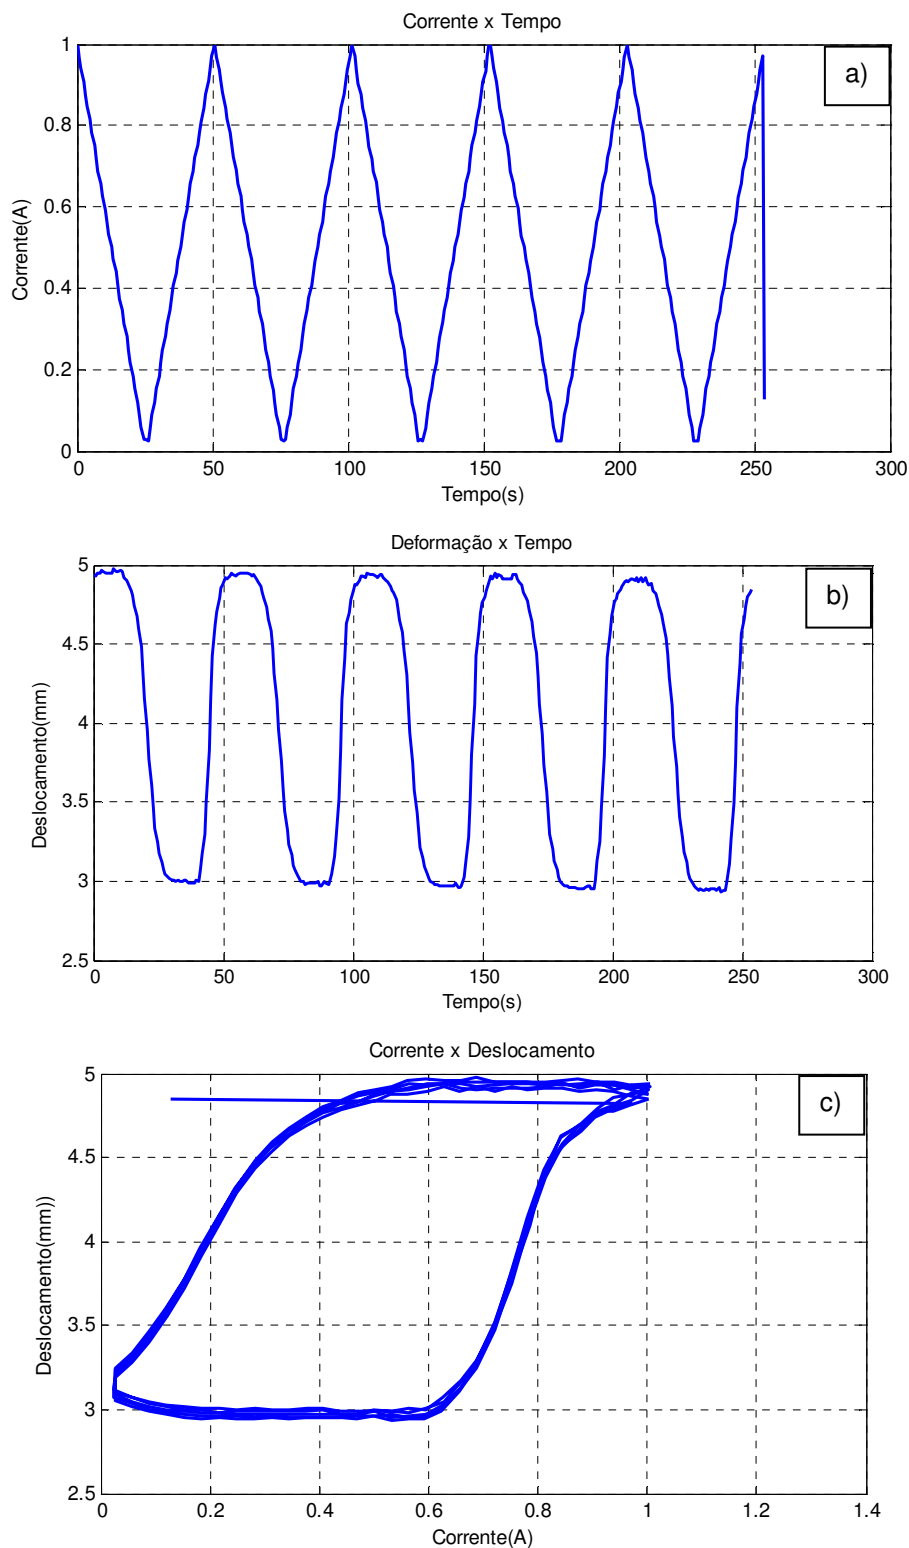 Corrente x Tempo
a)
1
0.8
0.6
0.4
0.2
0
Corrente(A)
0 50 100 150 200 250 300
Tempo(s)
Deformação x Tempo
b)
5
4.5
4
3.5
3
2.5
Deslocamento(mm)
0 50 100 150 200 250 300
Tempo(s)
Corrente x Deslocamento
c)
5
4.5
4
3.5
3
2.5
Deslocamento(mm))
0 0.2 0.4 0.6 0.8 1 1.2 1.4
Corrente(A)